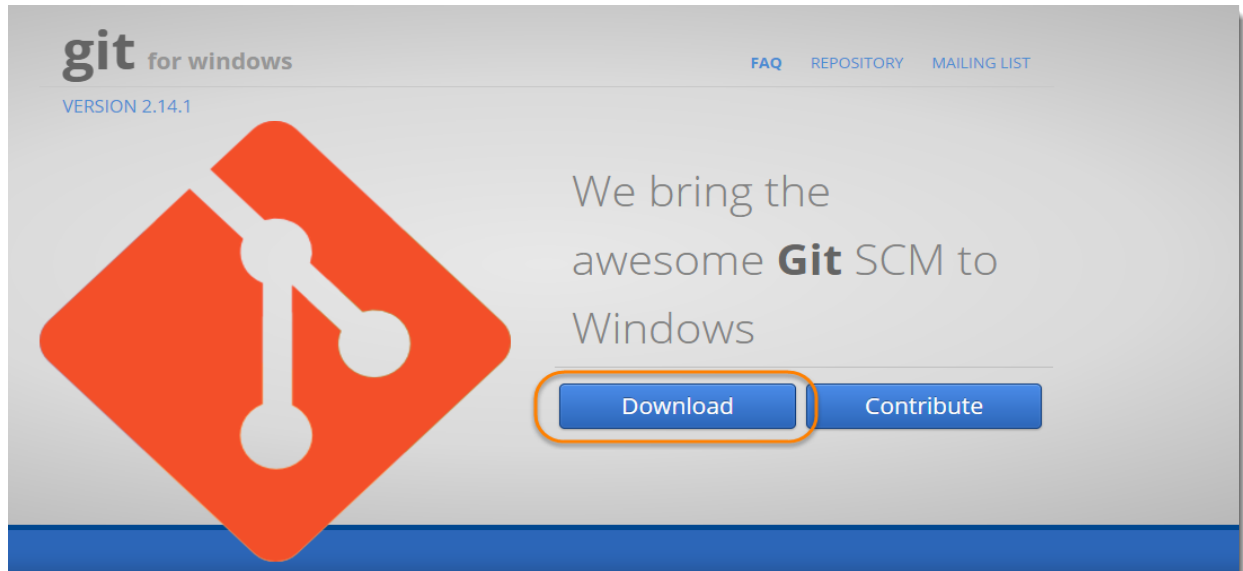 git for windows
FAQ REPOSITORY MAILING LIST
VERSION 2.14.1
We bring the
awesome Git SCM to
Windows
Download Contribute